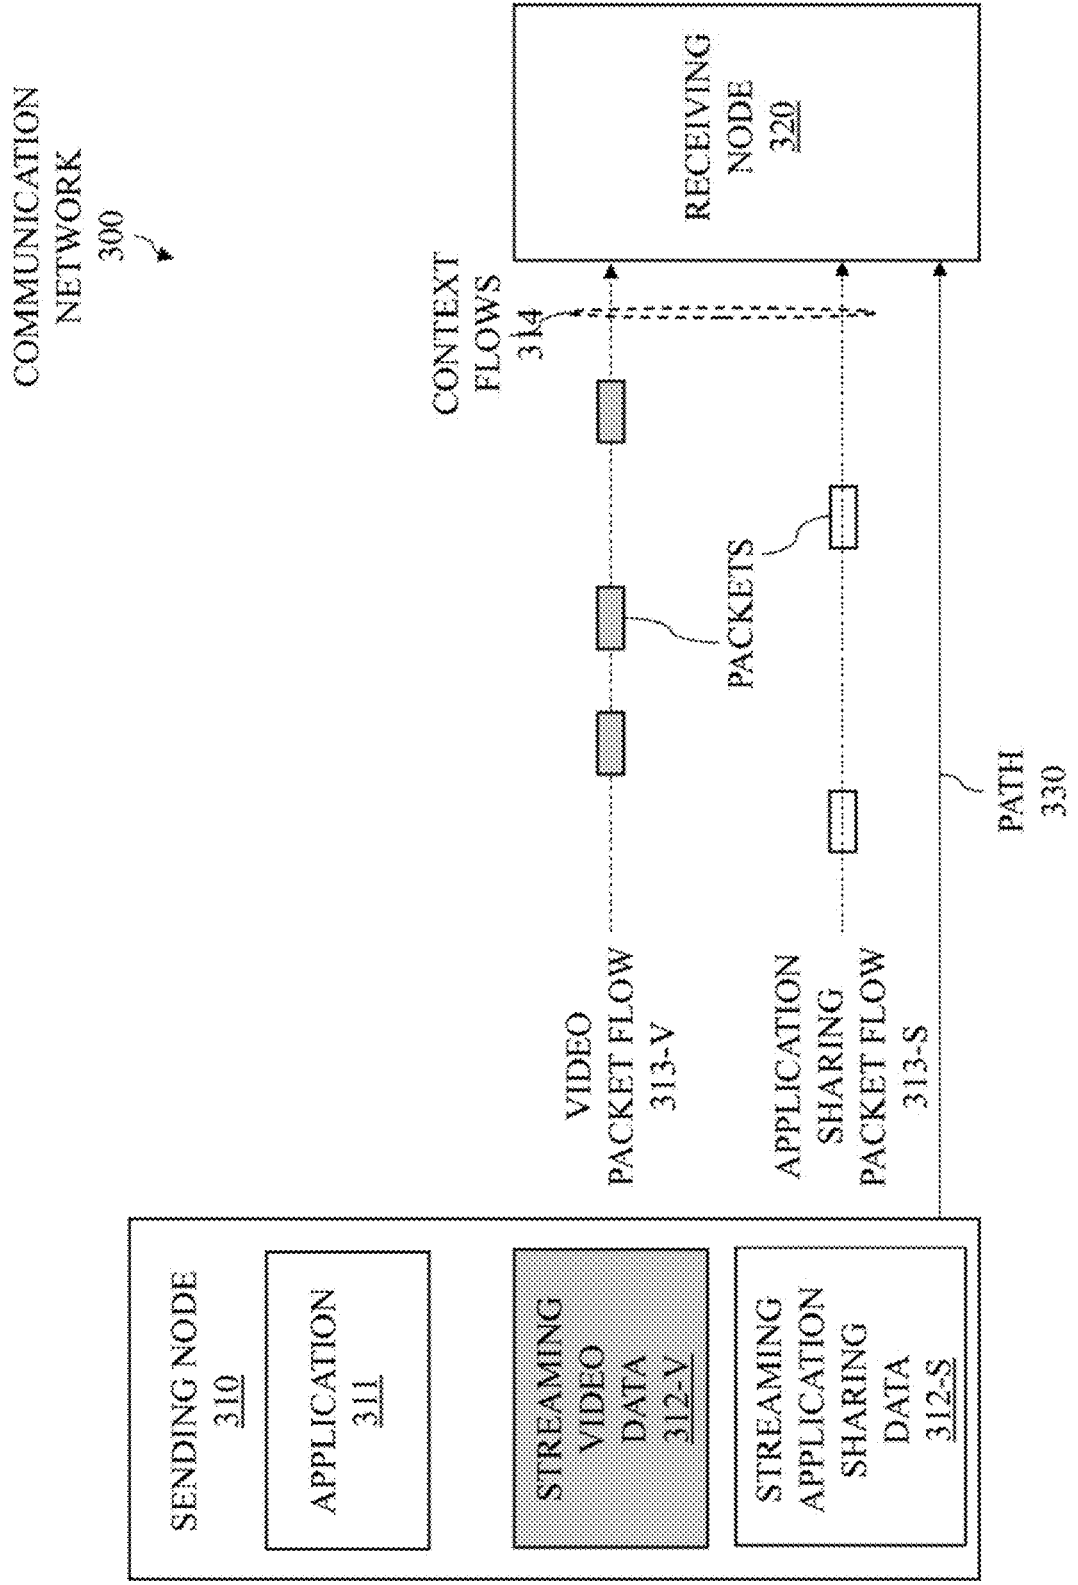 COMMUNICATION
NETWORK
300
SENDING NODE
310
APPLICATION
311
STREAMING
VIDEO
DATA
312-V
STREAMING
APPLICATION
SHARING
DATA
312-S
VIDEO
PACKET FLOW
313-V
APPLICATION
SHARING
PACKET FLOW
313-S
PACKETS
CONTEXT
FLOWS
314
RECEIVING
NODE
320
PATH
330